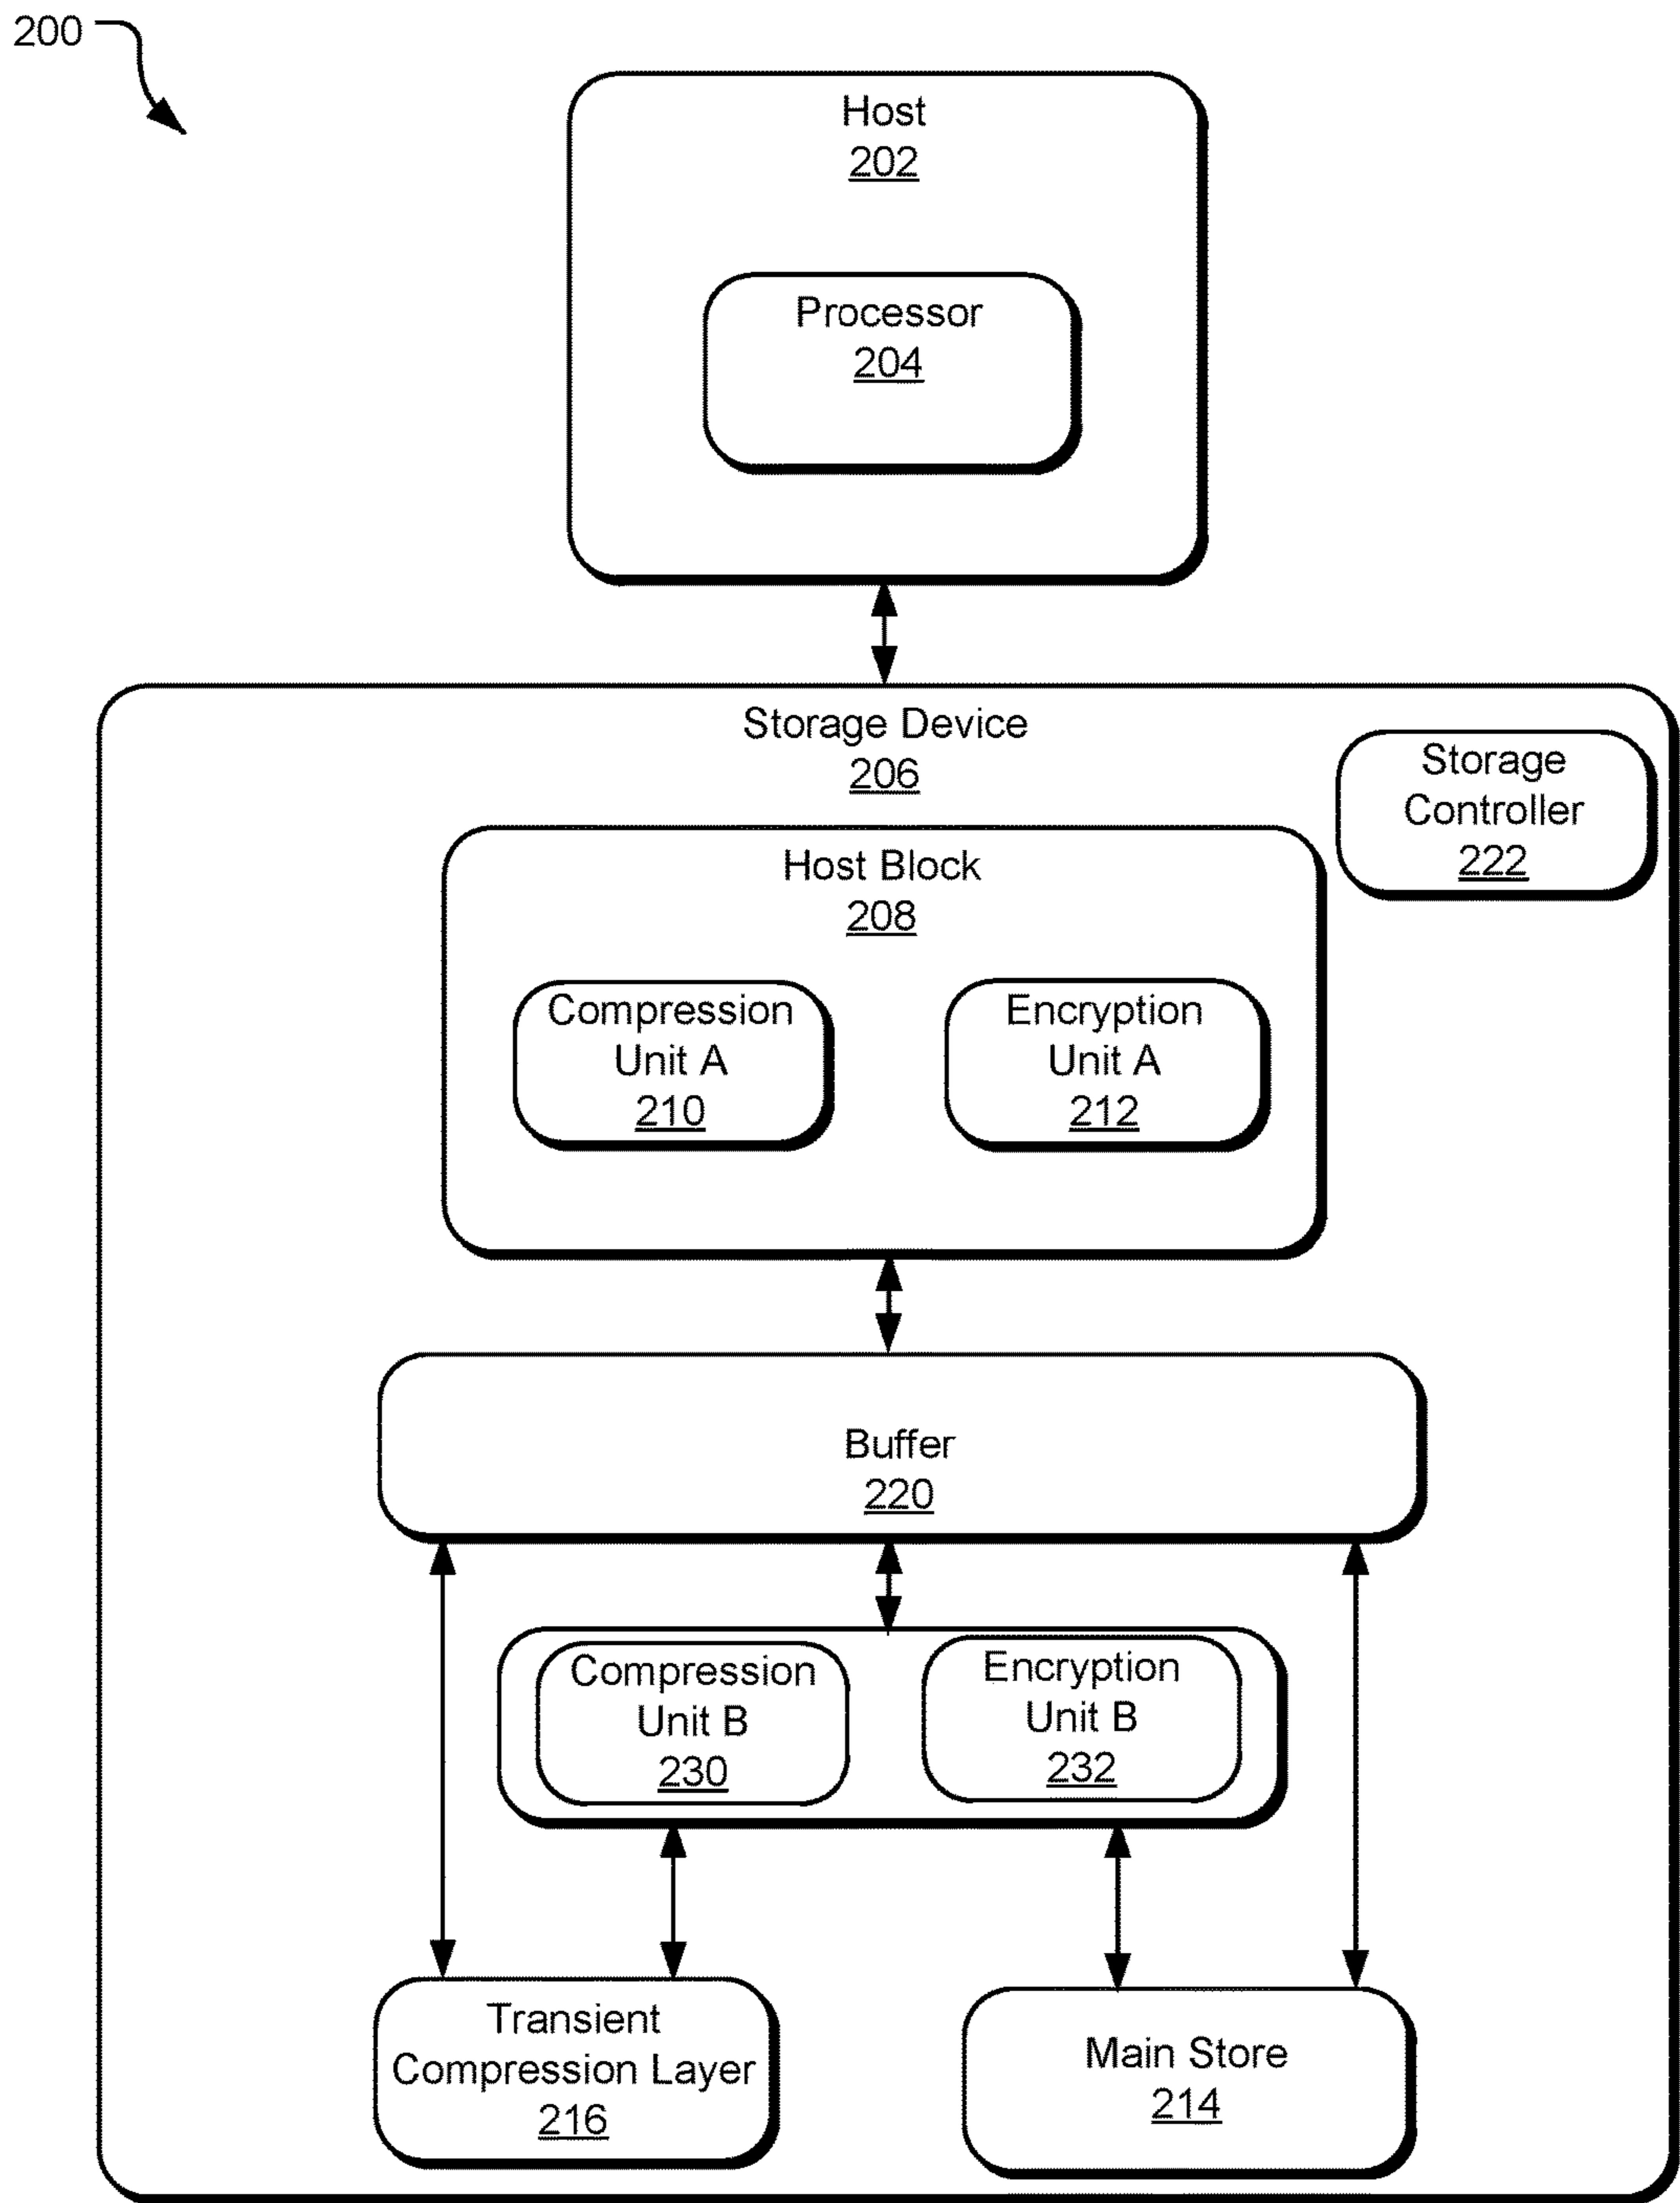 200
Host
202
Processor
204
Storage Device
206
Storage
Controller
222
Host Block
208
Compression
Unit A
210
Encryption
Unit A
212
Buffer
220
Compression
Unit B
230
Encryption
Unit B
232
Transient
Compression Layer
216
Main Store
214